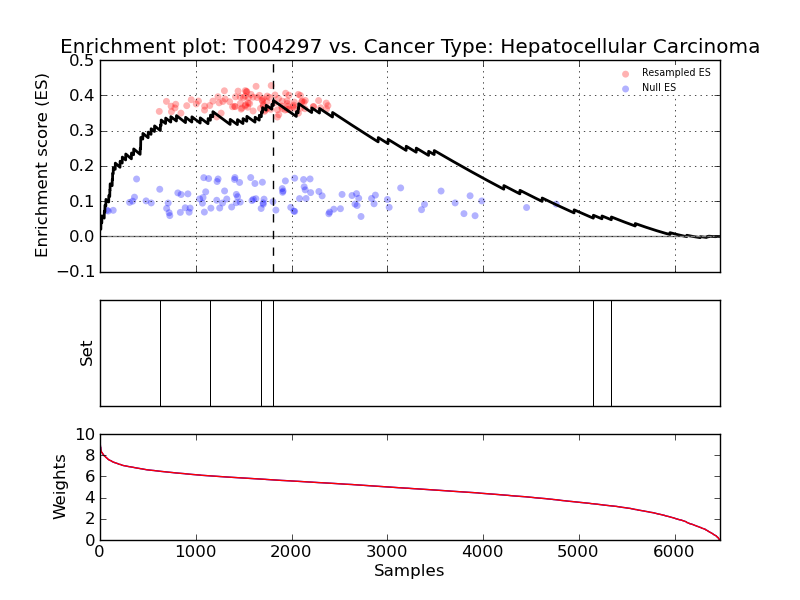 Enrichment plot: T004297 vs. Cancer Type: Hepatocellular Carcinoma
Enrichment score (ES)
0.5
0.4
0.3
0.2
0.1
0.0
−0.1
Resampled ES
Null ES
Set
Weights
10
8
6
4
2
0
0 1000 2000 3000 4000 5000 6000
Samples